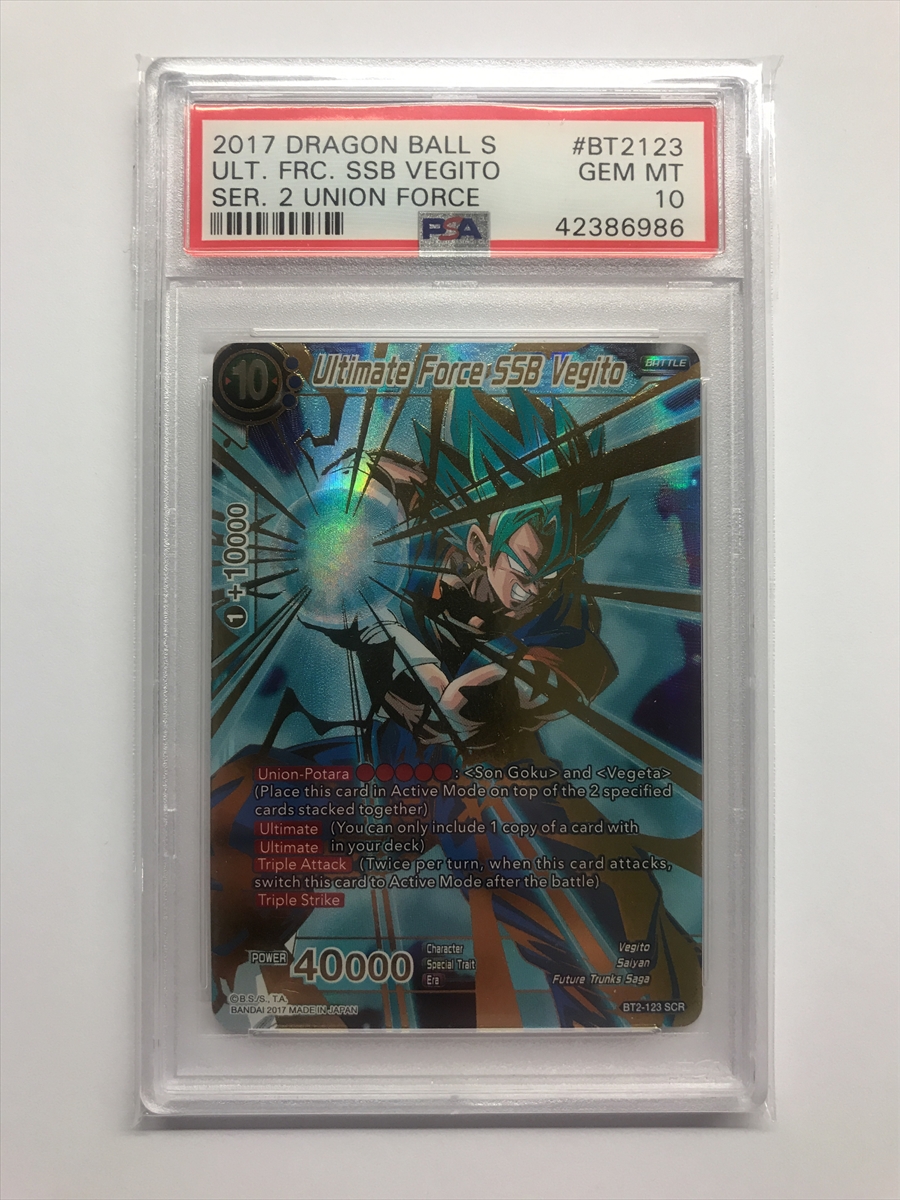 2017 DRAGON BALL S #BT2123
ULT. FRC. SSB VEGITO GEM MT
SER. 2 UNION FORCE 10
PSA 42386986
10 Ultimate Force SSB Vegito BATTLE
1 +10000
Union-Potara : <Son Goku> and <Vegeta>
(Place this card in Active Mode on top of the 2 specified
cards stacked together)
Ultimate (You can only include 1 copy of a card with
Ultimate in your deck)
Triple Attack (Twice per turn, when this card attacks,
switch this card to Active Mode after the battle)
Triple Strike
POWER 40000
Character Vegito
Special Trait Saiyan
Era Future Trunks Saga
©B.S./S., T.A.
BANDAI 2017 MADE IN JAPAN
BT2-123 SCR